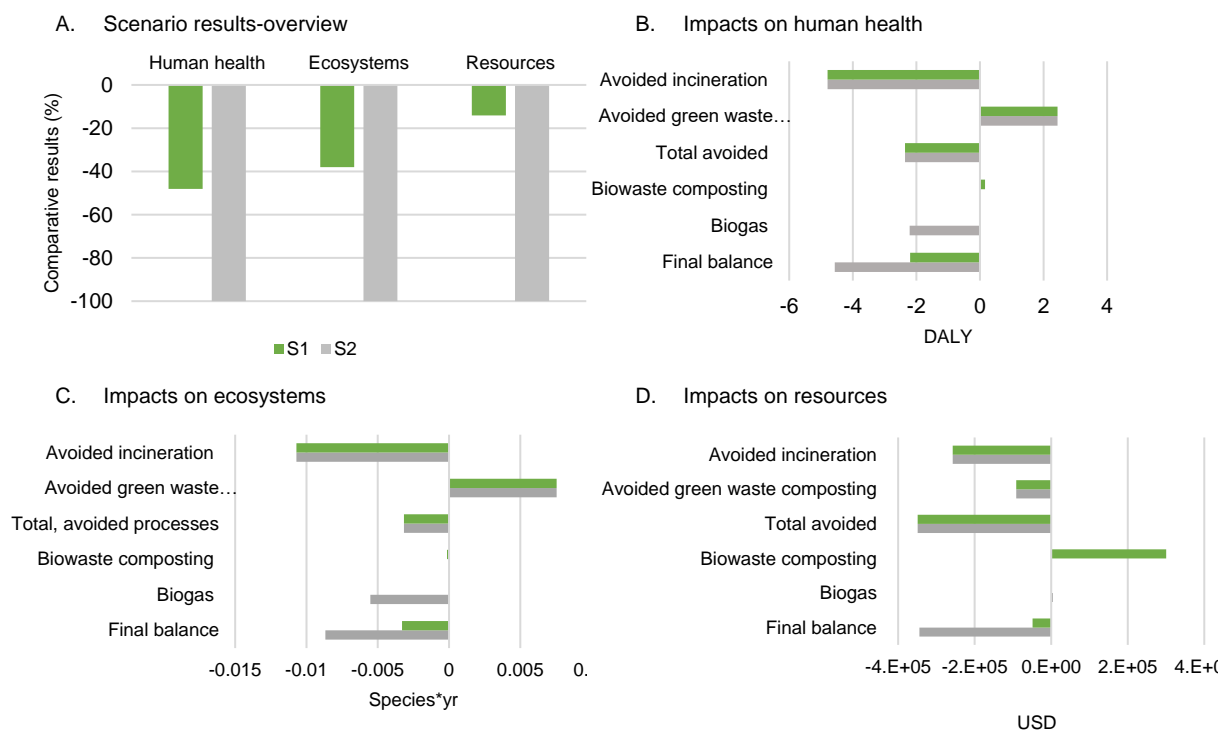 A. Scenario results-overview
Human health Ecosystems Resources
0
-20
-40
-60
-80
-100
Comparative results (%)
S1 S2
B. Impacts on human health
Avoided incineration
Avoided green waste…
Total avoided
Biowaste composting
Biogas
Final balance
-6 -4 -2 0 2 4
DALY
C. Impacts on ecosystems
Avoided incineration
Avoided green waste…
Total, avoided processes
Biowaste composting
Biogas
Final balance
-0.015 -0.01 -0.005 0 0.005 0.
Species*yr
D. Impacts on resources
Avoided incineration
Avoided green waste composting
Total avoided
Biowaste composting
Biogas
Final balance
-4.E+05 -2.E+05 0.E+00 2.E+05 4.E+0
USD